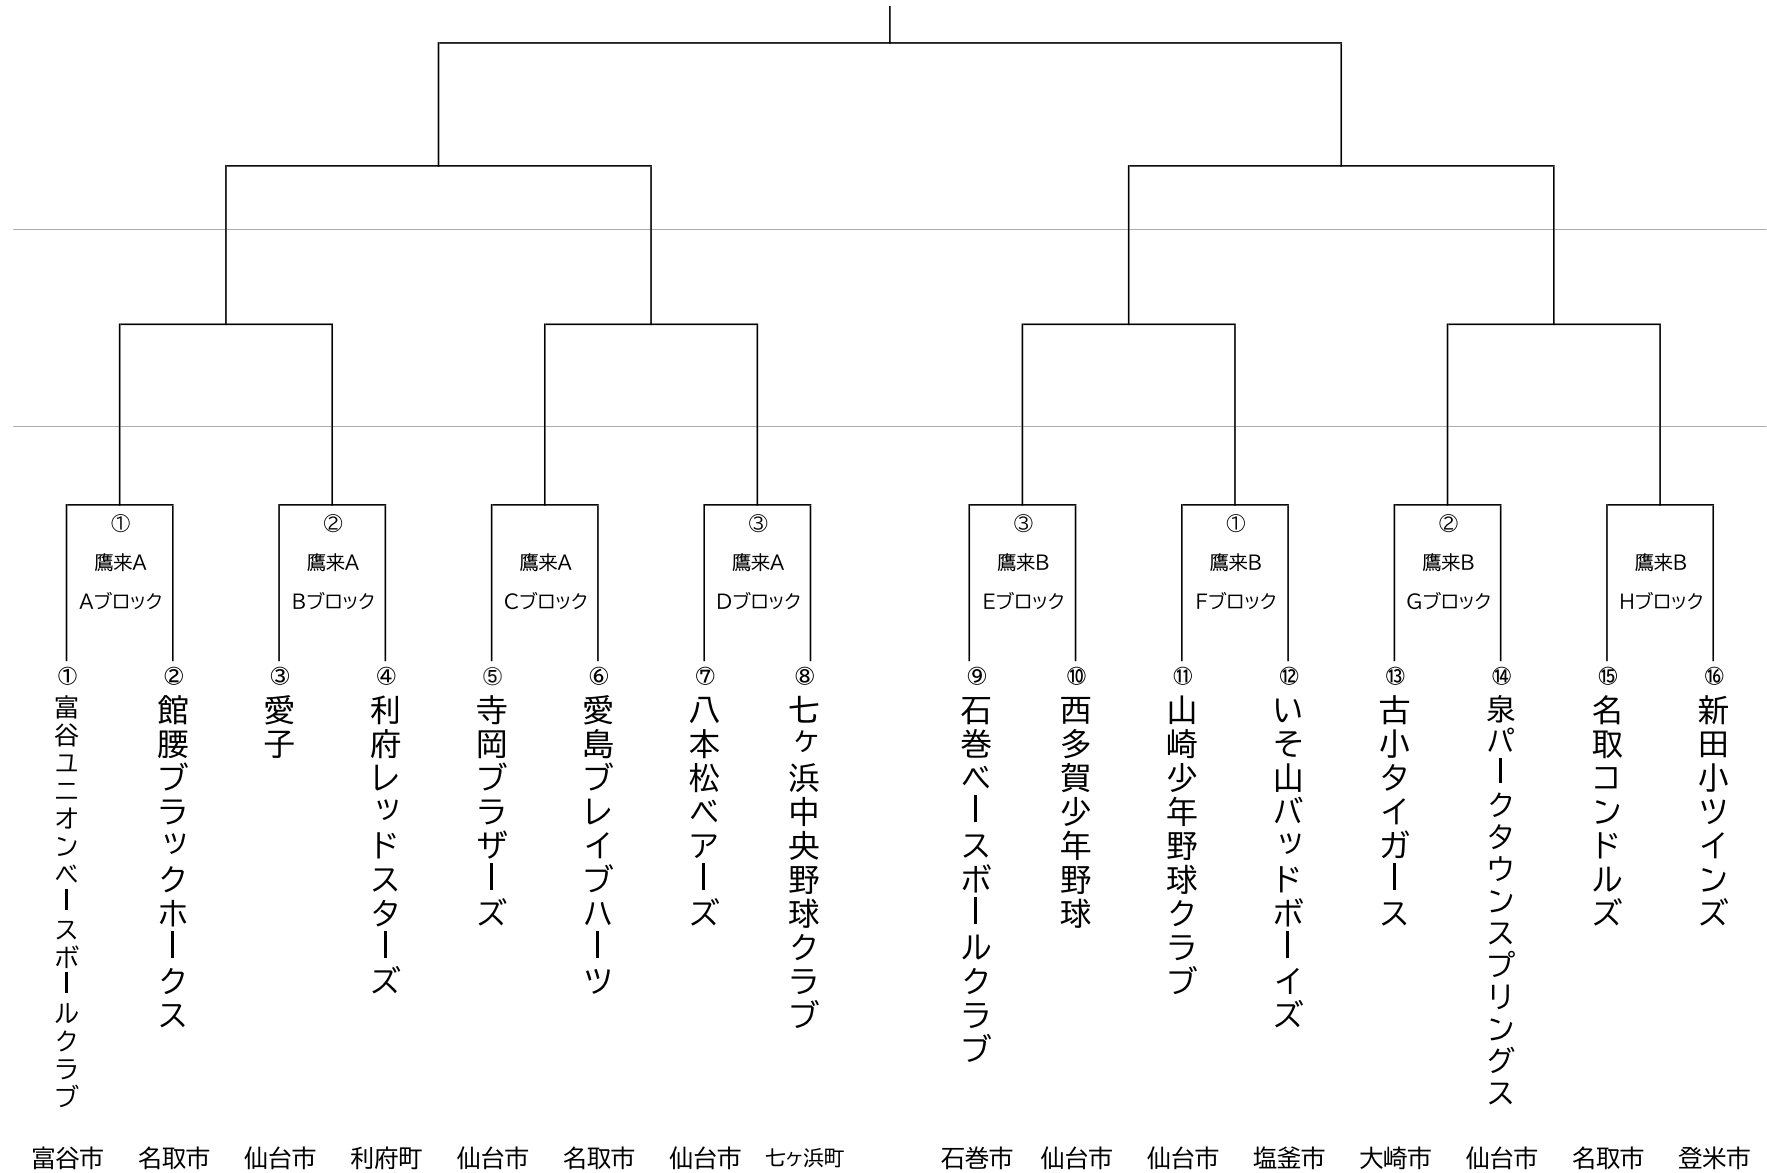 ①
鷹来A
Aブロック
②
鷹来A
Bブロック
鷹来A
Cブロック
③
鷹来A
Dブロック
③
鷹来B
Eブロック
①
鷹来B
Fブロック
②
鷹来B
Gブロック
鷹来B
Hブロック
①
富谷ユニオンベースボールクラブ
富谷市
②
館腰ブラックホークス
名取市
③
愛子
仙台市
④
利府レッドスターズ
利府町
⑤
寺岡ブラザーズ
仙台市
⑥
愛島ブレイブハーツ
名取市
⑦
八本松ベアーズ
仙台市
⑧
七ヶ浜中央野球クラブ
七ヶ浜町
⑨
石巻ベースボールクラブ
石巻市
⑩
西多賀少年野球
仙台市
⑪
山崎少年野球クラブ
仙台市
⑫
いそ山バッドボーイズ
塩釜市
⑬
古小タイガース
大崎市
⑭
泉パークタウンスプリングス
仙台市
⑮
名取コンドルズ
名取市
⑯
新田小ツインズ
登米市